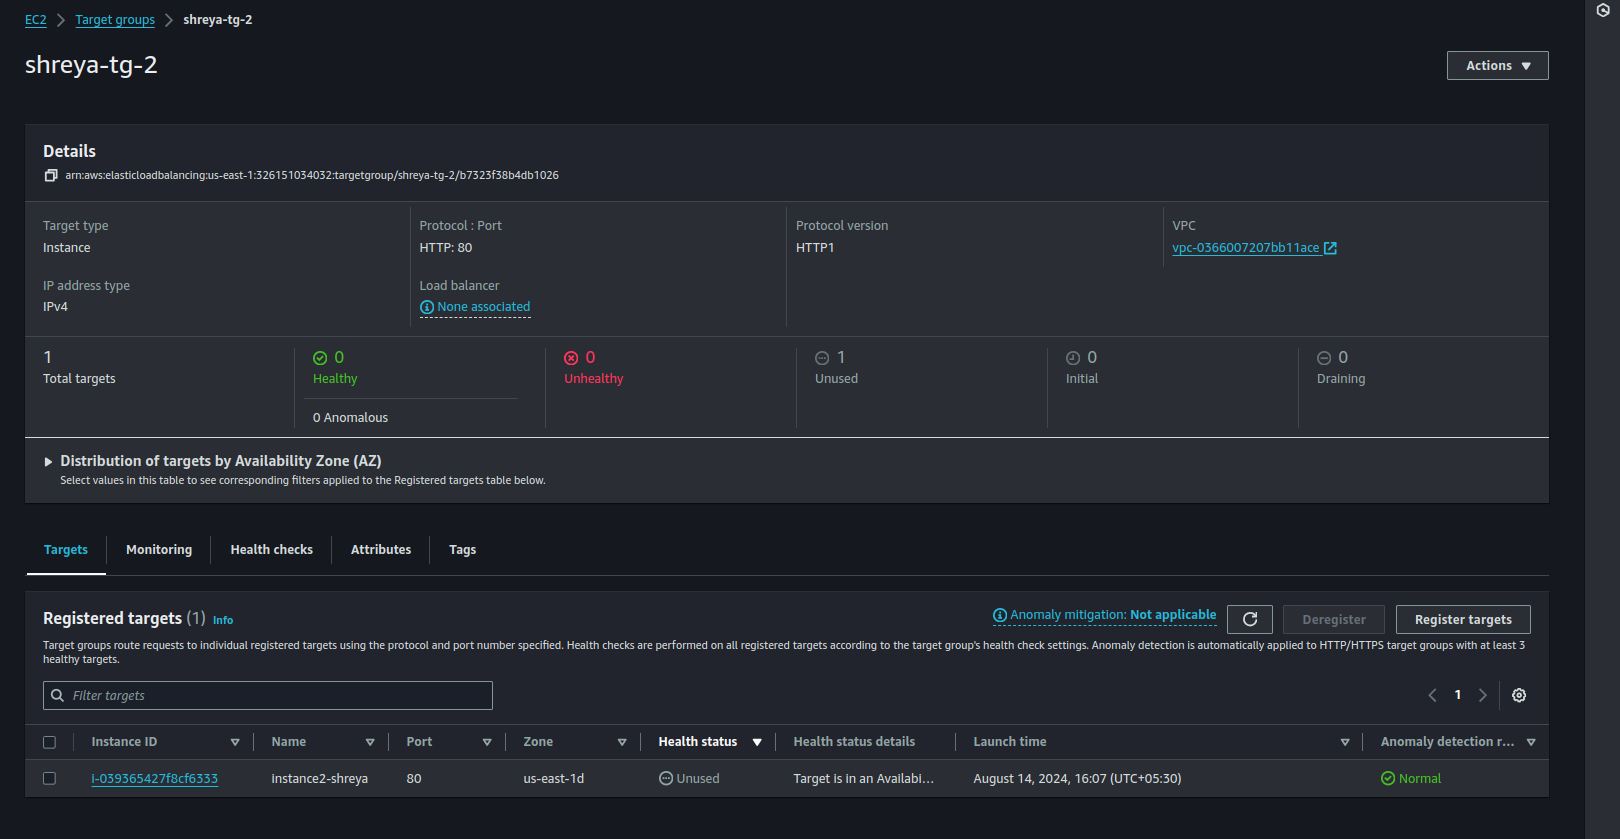 EC2 > Target groups > shreya-tg-2
shreya-tg-2
Actions
Details
arn:aws:elasticloadbalancing:us-east-1:326151034032:targetgroup/shreya-tg-2/b7323f38b4db1026
Target type
Instance
Protocol : Port
HTTP: 80
Protocol version
HTTP1
VPC
vpc-0366007207bb11ace
IP address type
IPv4
Load balancer
None associated
1
Total targets
0
Healthy
0 Anomalous
0
Unhealthy
1
Unused
0
Initial
0
Draining
Distribution of targets by Availability Zone (AZ)
Select values in this table to see corresponding filters applied to the Registered targets table below.
Targets Monitoring Health checks Attributes Tags
Registered targets (1) Info
Anomaly mitigation: Not applicable
Deregister
Register targets
Target groups route requests to individual registered targets using the protocol and port number specified. Health checks are performed on all registered targets according to the target group's health check settings. Anomaly detection is automatically applied to HTTP/HTTPS target groups with at least 3
healthy targets.
Filter targets
1
Instance ID Name Port Zone Health status Health status details Launch time Anomaly detection r...
i-039365427f8cf6333 Instance2-shreya 80 us-east-1d Unused Target is in an Availabi... August 14, 2024, 16:07 (UTC+05:30) Normal